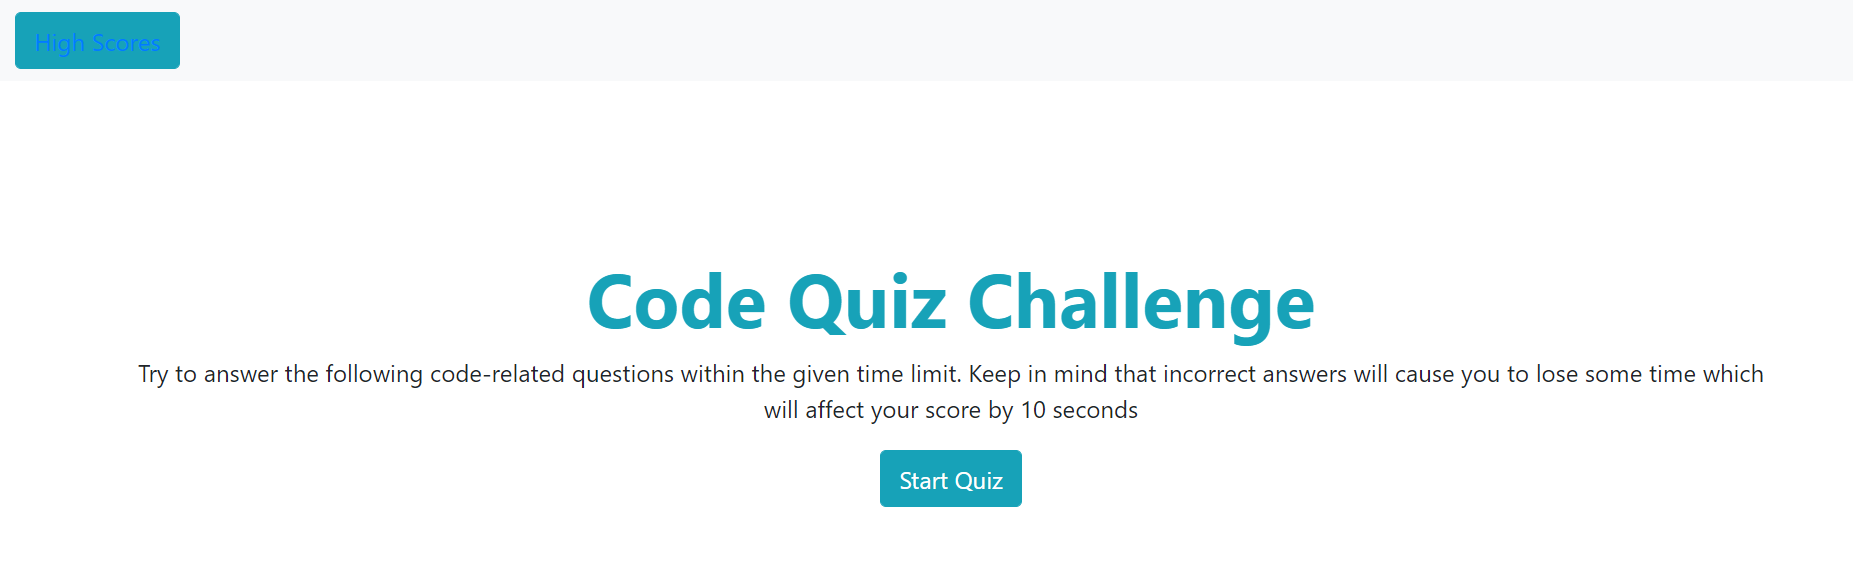 High Scores
Code Quiz Challenge
Try to answer the following code-related questions within the given time limit. Keep in mind that incorrect answers will cause you to lose some time which
will affect your score by 10 seconds
Start Quiz